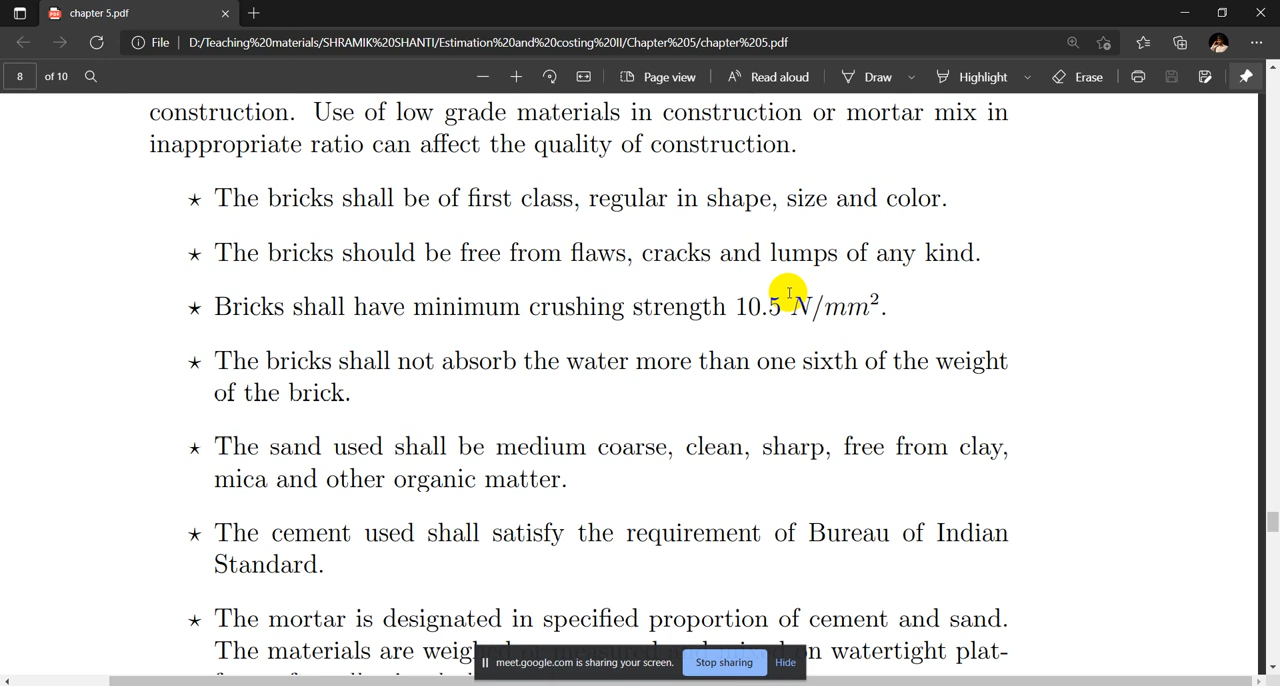 chapter 5.pdf
File | D:/Teaching%20materials/SHRAMIK%20SHANTI/Estimation%20and%20costing%20II/Chapter%205/chapter%205.pdf
8 of 10 Page view Read aloud Draw Highlight Erase
construction. Use of low grade materials in construction or mortar mix in
inappropriate ratio can affect the quality of construction.
⋆ The bricks shall be of first class, regular in shape, size and color.
⋆ The bricks should be free from flaws, cracks and lumps of any kind.
⋆ Bricks shall have minimum crushing strength 10.5 N/mm².
⋆ The bricks shall not absorb the water more than one sixth of the weight
of the brick.
⋆ The sand used shall be medium coarse, clean, sharp, free from clay,
mica and other organic matter.
⋆ The cement used shall satisfy the requirement of Bureau of Indian
Standard.
⋆ The mortar is designated in specified proportion of cement and sand.
The materials are on watertight plat-
meet.google.com is sharing your screen. Stop sharing Hide